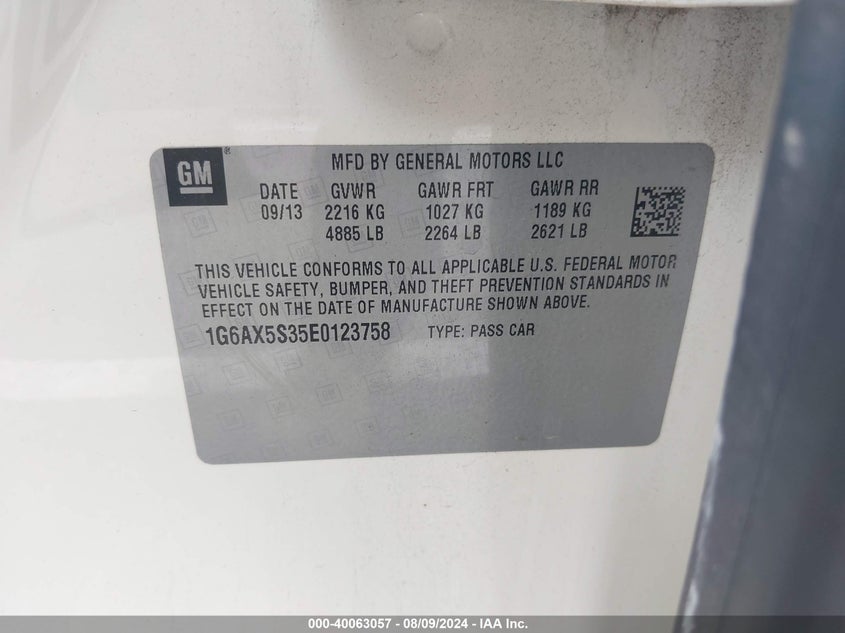 GM
MFD BY GENERAL MOTORS LLC
DATE GVWR GAWR FRT GAWR RR
09/13 2216 KG 1027 KG 1189 KG
4885 LB 2264 LB 2621 LB
THIS VEHICLE CONFORMS TO ALL APPLICABLE U.S. FEDERAL MOTOR
VEHICLE SAFETY, BUMPER, AND THEFT PREVENTION STANDARDS IN
EFFECT ON THE DATE OF MANUFACTURE SHOWN ABOVE.
1G6AX5S35E0123758 TYPE: PASS CAR
000-40063057 - 08/09/2024 - IAA Inc.